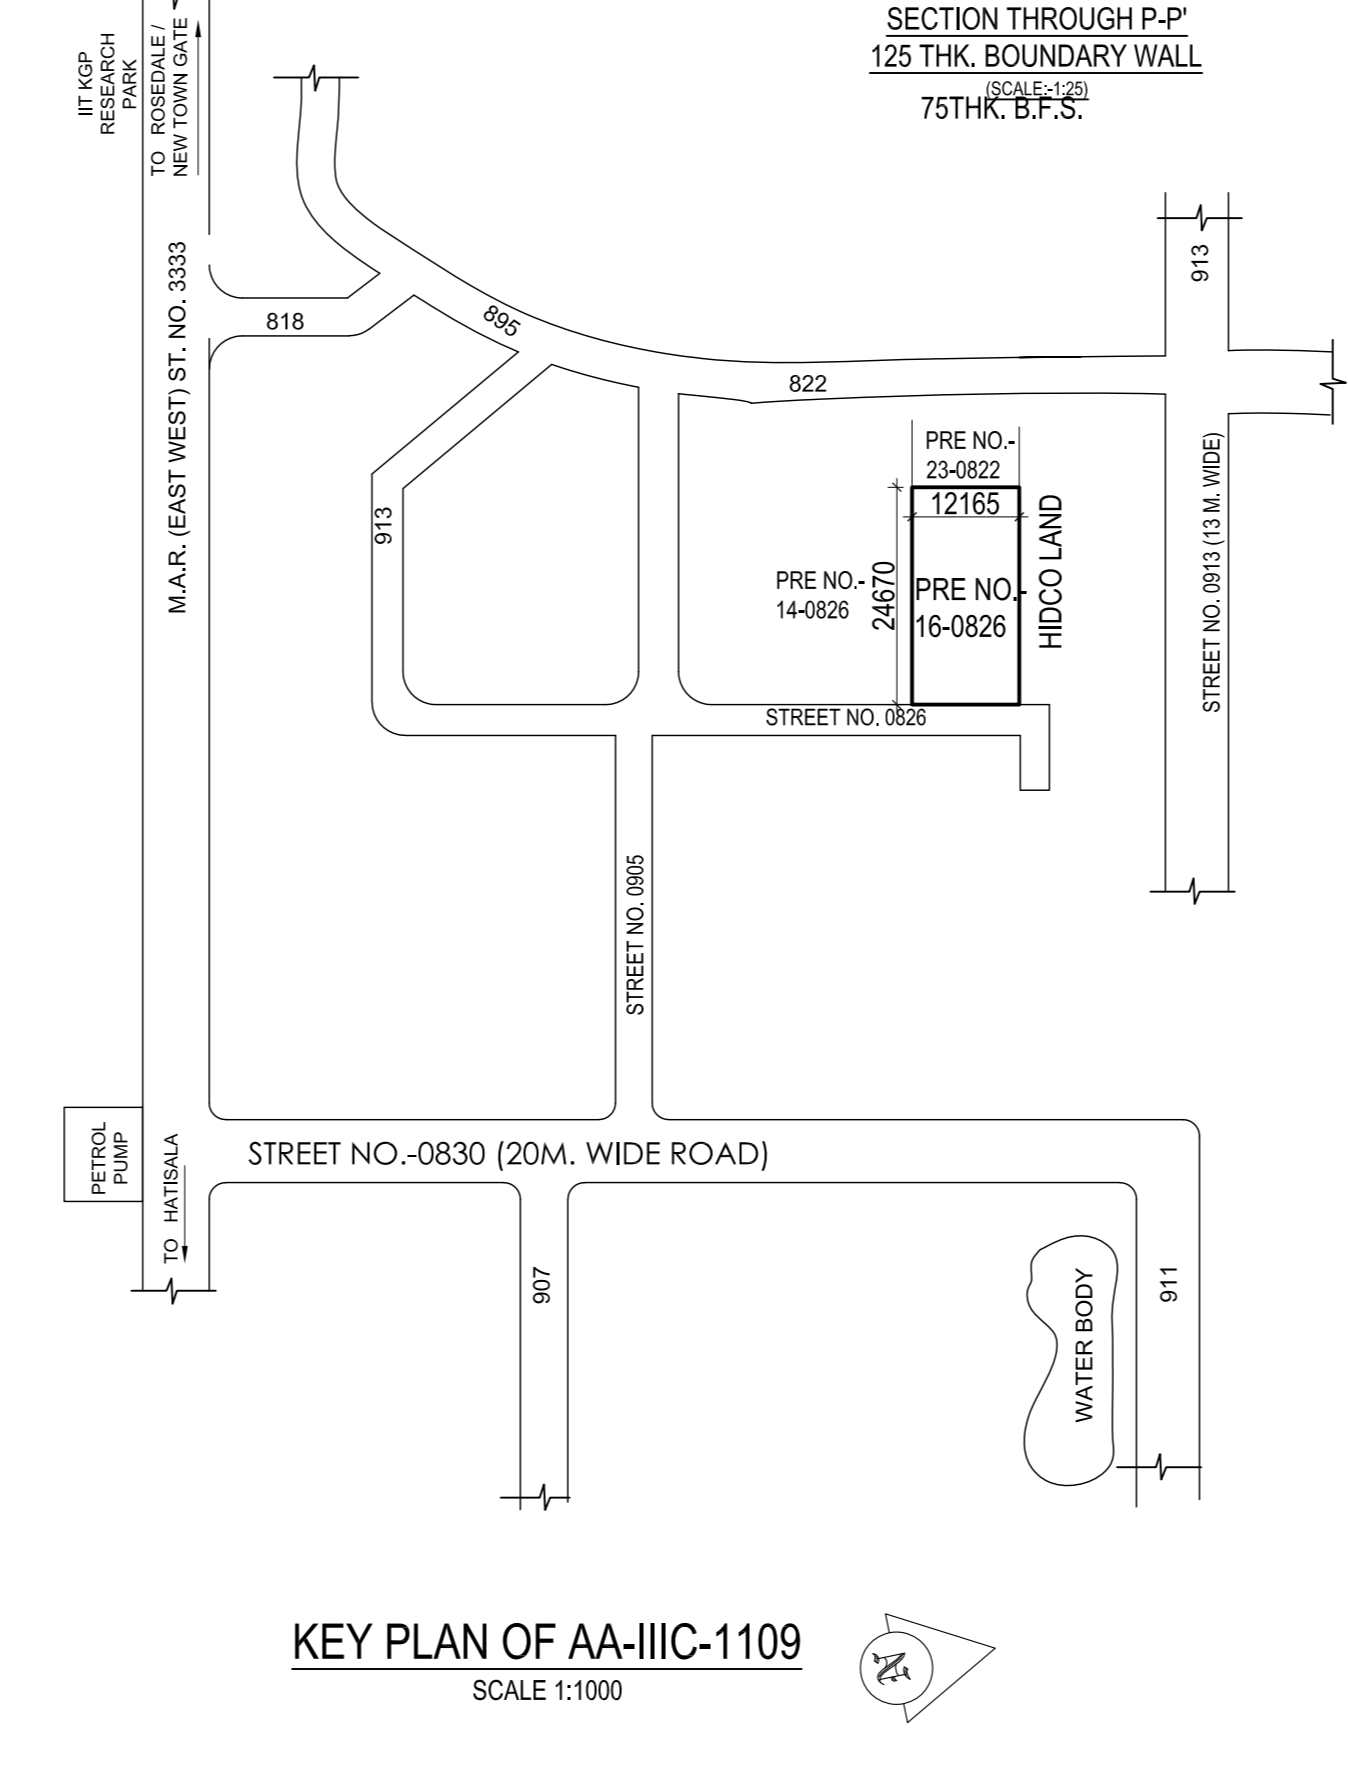 SECTION THROUGH P-P'
125 THK. BOUNDARY WALL
(SCALE:-1:25)
75THK. B.F.S.
IIT KGP
RESEARCH
PARK
TO ROSEDALE /
NEW TOWN GATE
M.A.R. (EAST WEST) ST. NO. 3333
818
895
822
913
913
STREET NO. 0913 (13 M. WIDE)
PRE NO.-
23-0822
12165
24670
PRE NO.-
14-0826
PRE NO.-
16-0826
HIDCO LAND
STREET NO. 0826
STREET NO. 0905
PETROL
PUMP
TO HATISALA
STREET NO.-0830 (20M. WIDE ROAD)
907
911
WATER BODY
KEY PLAN OF AA-IIIC-1109
SCALE 1:1000
N